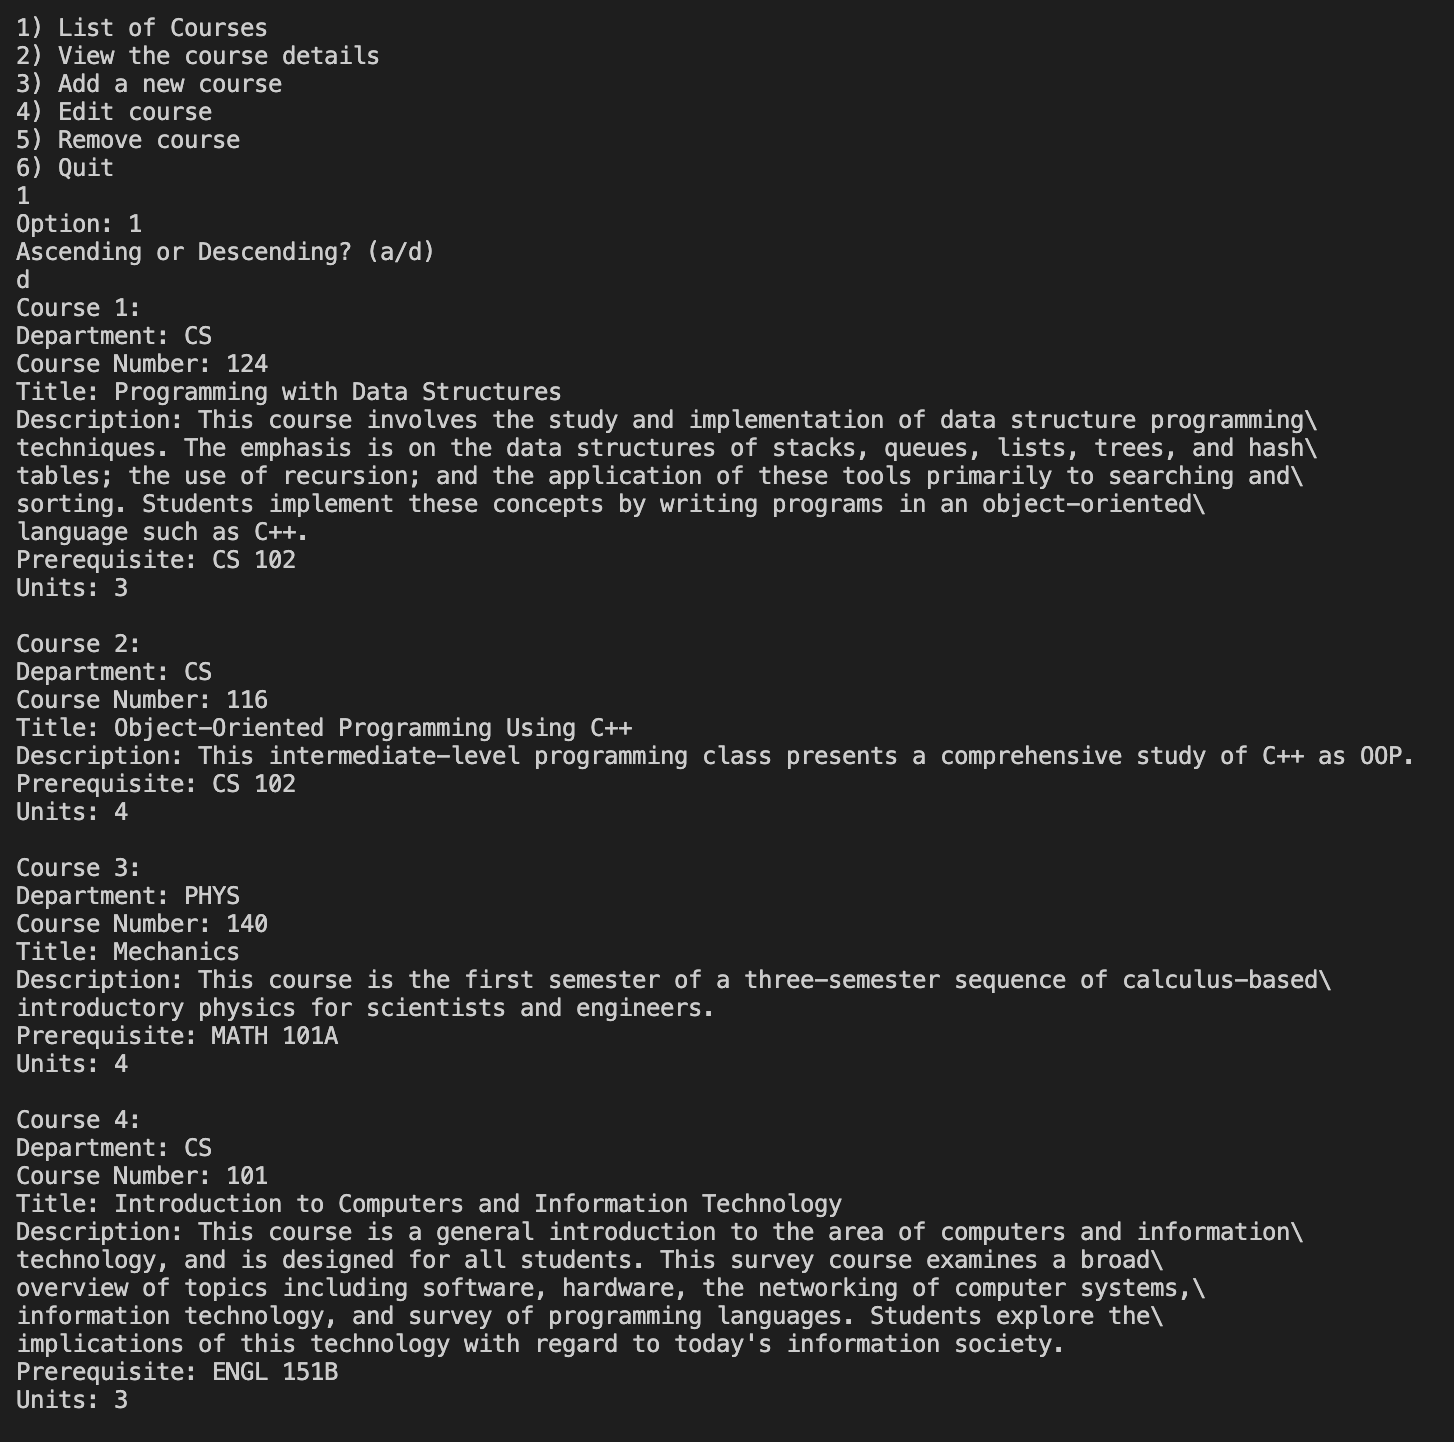 1) List of Courses
2) View the course details
3) Add a new course
4) Edit course
5) Remove course
6) Quit
1
Option: 1
Ascending or Descending? (a/d)
d
Course 1:
Department: CS
Course Number: 124
Title: Programming with Data Structures
Description: This course involves the study and implementation of data structure programming\
techniques. The emphasis is on the data structures of stacks, queues, lists, trees, and hash\
tables; the use of recursion; and the application of these tools primarily to searching and\
sorting. Students implement these concepts by writing programs in an object-oriented\
language such as C++.
Prerequisite: CS 102
Units: 3

Course 2:
Department: CS
Course Number: 116
Title: Object-Oriented Programming Using C++
Description: This intermediate-level programming class presents a comprehensive study of C++ as OOP.
Prerequisite: CS 102
Units: 4

Course 3:
Department: PHYS
Course Number: 140
Title: Mechanics
Description: This course is the first semester of a three-semester sequence of calculus-based\
introductory physics for scientists and engineers.
Prerequisite: MATH 101A
Units: 4

Course 4:
Department: CS
Course Number: 101
Title: Introduction to Computers and Information Technology
Description: This course is a general introduction to the area of computers and information\
technology, and is designed for all students. This survey course examines a broad\
overview of topics including software, hardware, the networking of computer systems,\
information technology, and survey of programming languages. Students explore the\
implications of this technology with regard to today's information society.
Prerequisite: ENGL 151B
Units: 3